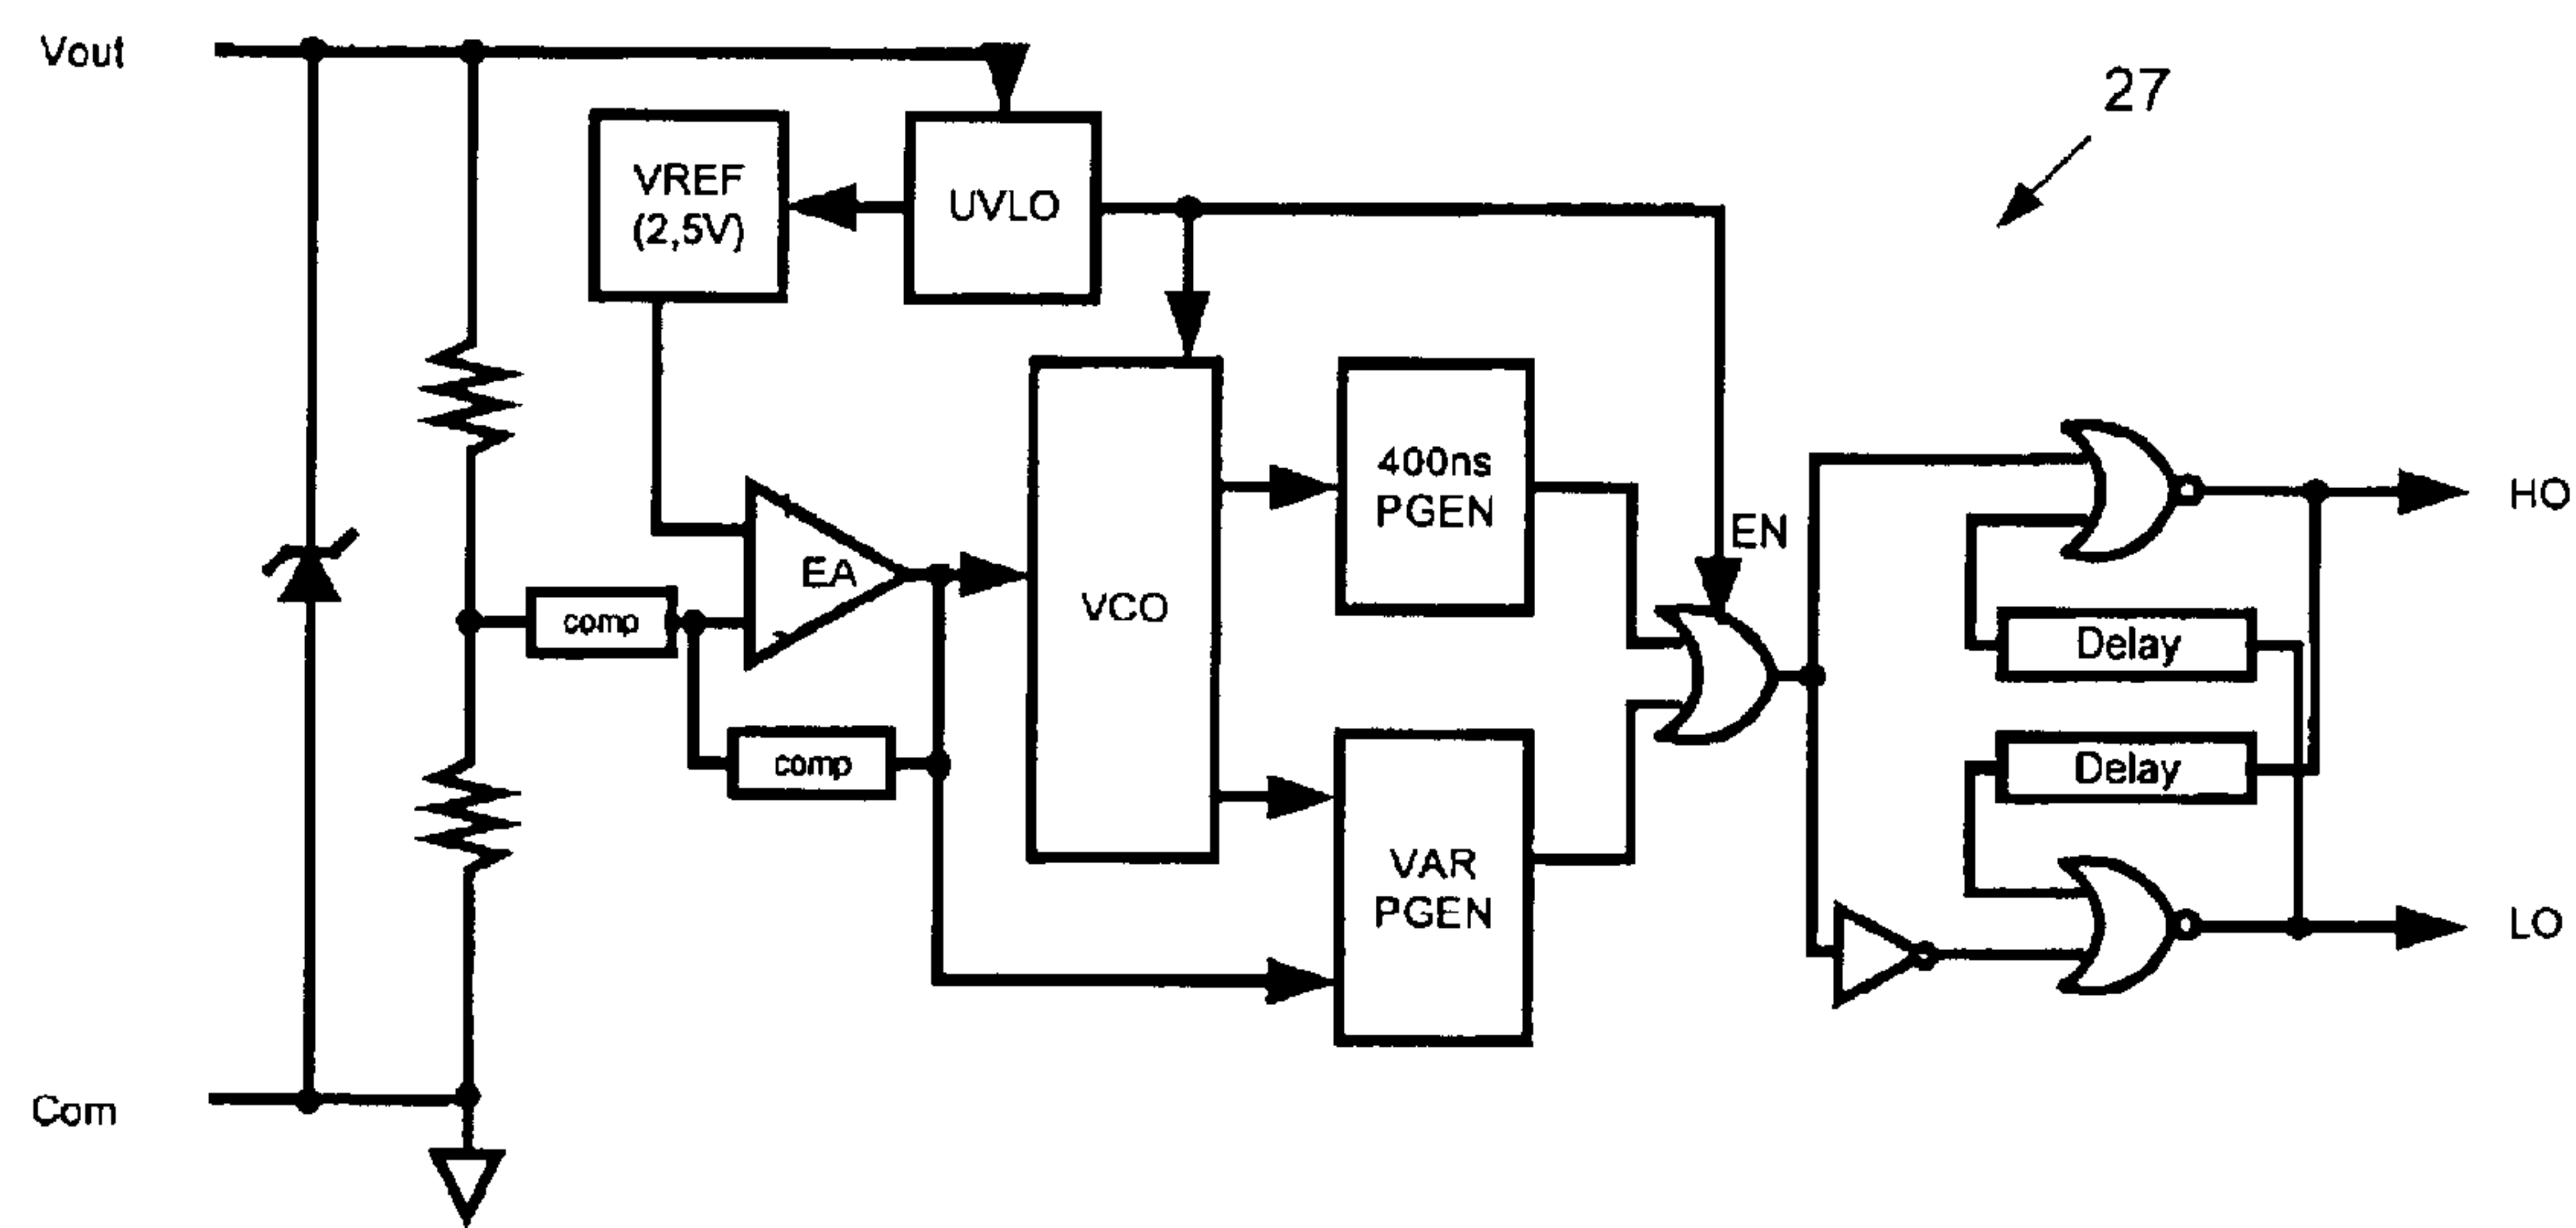 Vout
27
VREF
(2,5V)
UVLO
400ns
PGEN
HO
EN
EA
VCO
comp
Delay
comp
Delay
VAR
PGEN
LO
Com